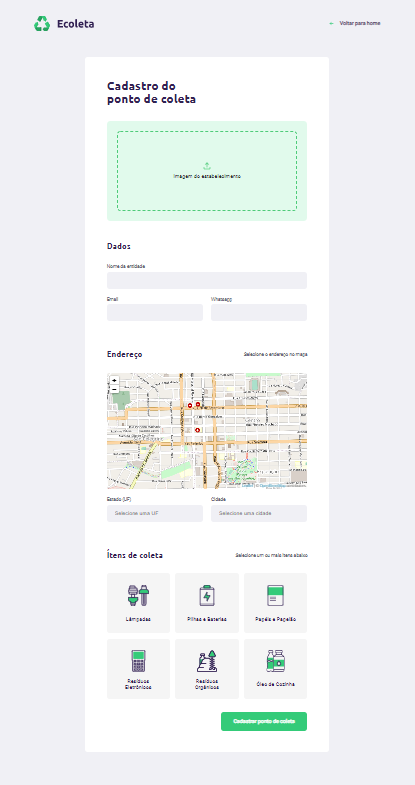 Ecoleta
← Voltar para home
Cadastro do
ponto de coleta
Imagem do estabelecimento
Dados
Nome da entidade
Email
Whatsapp
Endereço
Selecione o endereço no mapa
+
−
Estado (UF)
Cidade
Selecione uma UF
Selecione uma cidade
Ítens de coleta
Selecione um ou mais ítens abaixo
Lâmpadas
Pilhas e Baterias
Papéis e Papelão
Resíduos
Eletrônicos
Resíduos
Orgânicos
Óleo de Cozinha
Cadastrar ponto de coleta